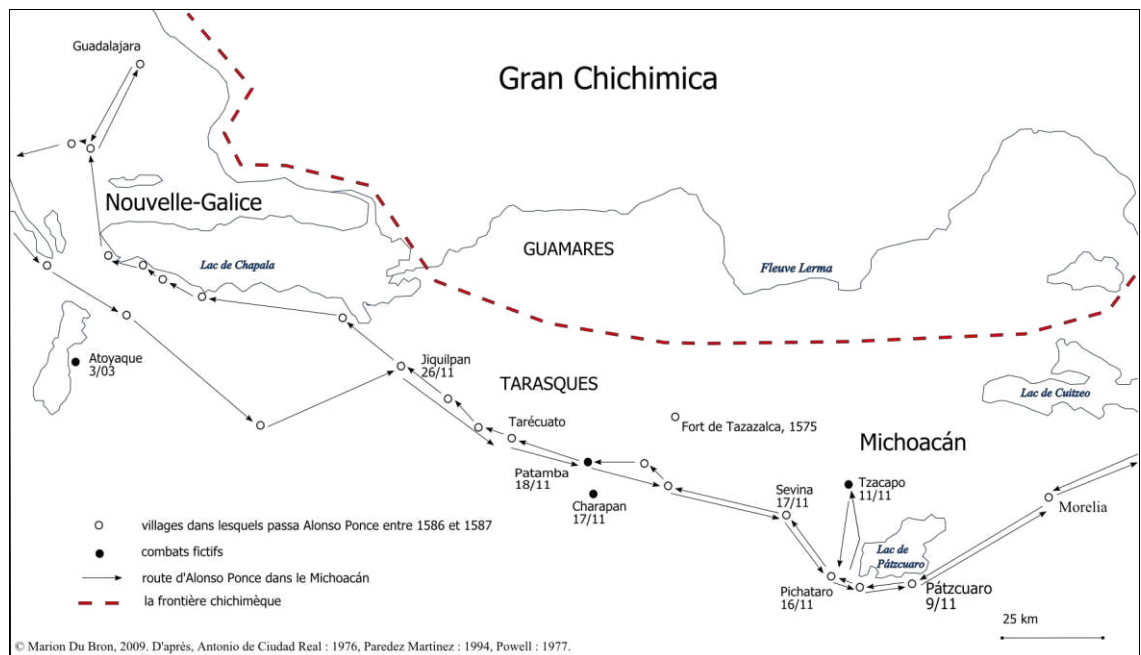 Guadalajara
Gran Chichimica
Nouvelle-Galice
GUAMARES
Lac de Chapala
Fleuve Lerma
Atoyaque
3/03
Jiquilpan
26/11
TARASQUES
Lac de Cuitzeo
Tarécuato
Fort de Tazazalca, 1575
Michoacán
Patamba
18/11
Charapan
17/11
Sevina
17/11
Tzacapo
11/11
Morelia
Lac de
Pátzcuaro
Pichataro
16/11
Pátzcuaro
9/11
villages dans lesquels passa Alonso Ponce entre 1586 et 1587
combats fictifs
route d'Alonso Ponce dans le Michoacán
la frontière chichimèque
25 km
© Marion Du Bron, 2009. D'après, Antonio de Ciudad Real : 1976, Paredez Martínez : 1994, Powell : 1977.